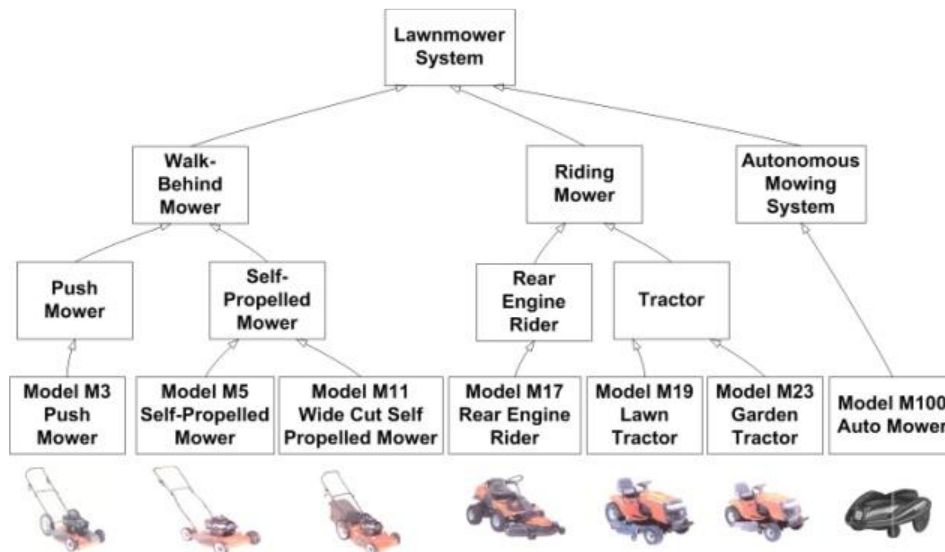 Lawnmower
System
Walk-
Behind
Mower
Riding
Mower
Autonomous
Mowing
System
Push
Mower
Self-
Propelled
Mower
Rear
Engine
Rider
Tractor
Model M3
Push
Mower
Model M5
Self-Propelled
Mower
Model M11
Wide Cut Self
Propelled Mower
Model M17
Rear Engine
Rider
Model M19
Lawn
Tractor
Model M23
Garden
Tractor
Model M100
Auto Mower